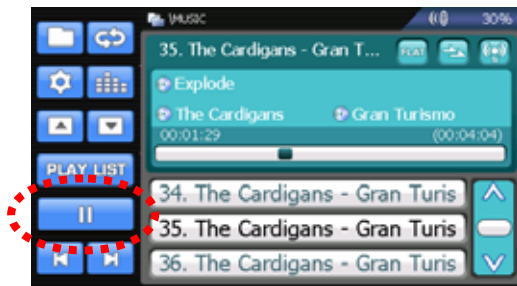 \MUSIC 30%
35. The Cardigans - Gran T... FLAT
Explode
The Cardigans Gran Turismo
00:01:29 (00:04:04)
PLAY LIST
34. The Cardigans - Gran Turis
35. The Cardigans - Gran Turis
36. The Cardigans - Gran Turis